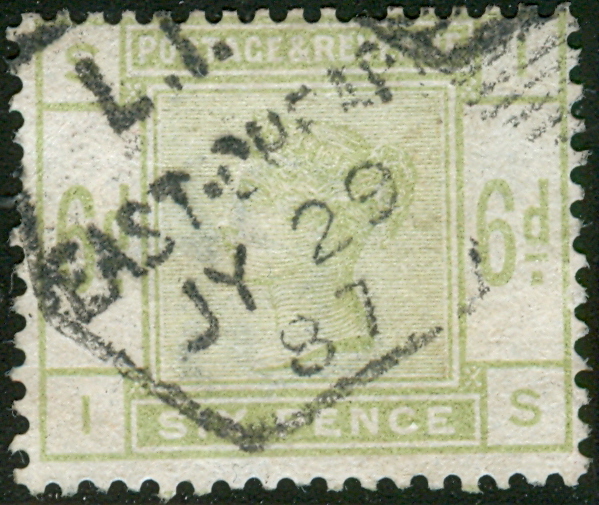 S POSTAGE & REVENUE I
6d 6d.
I SIX PENCE S
L.I.
JY 29
87